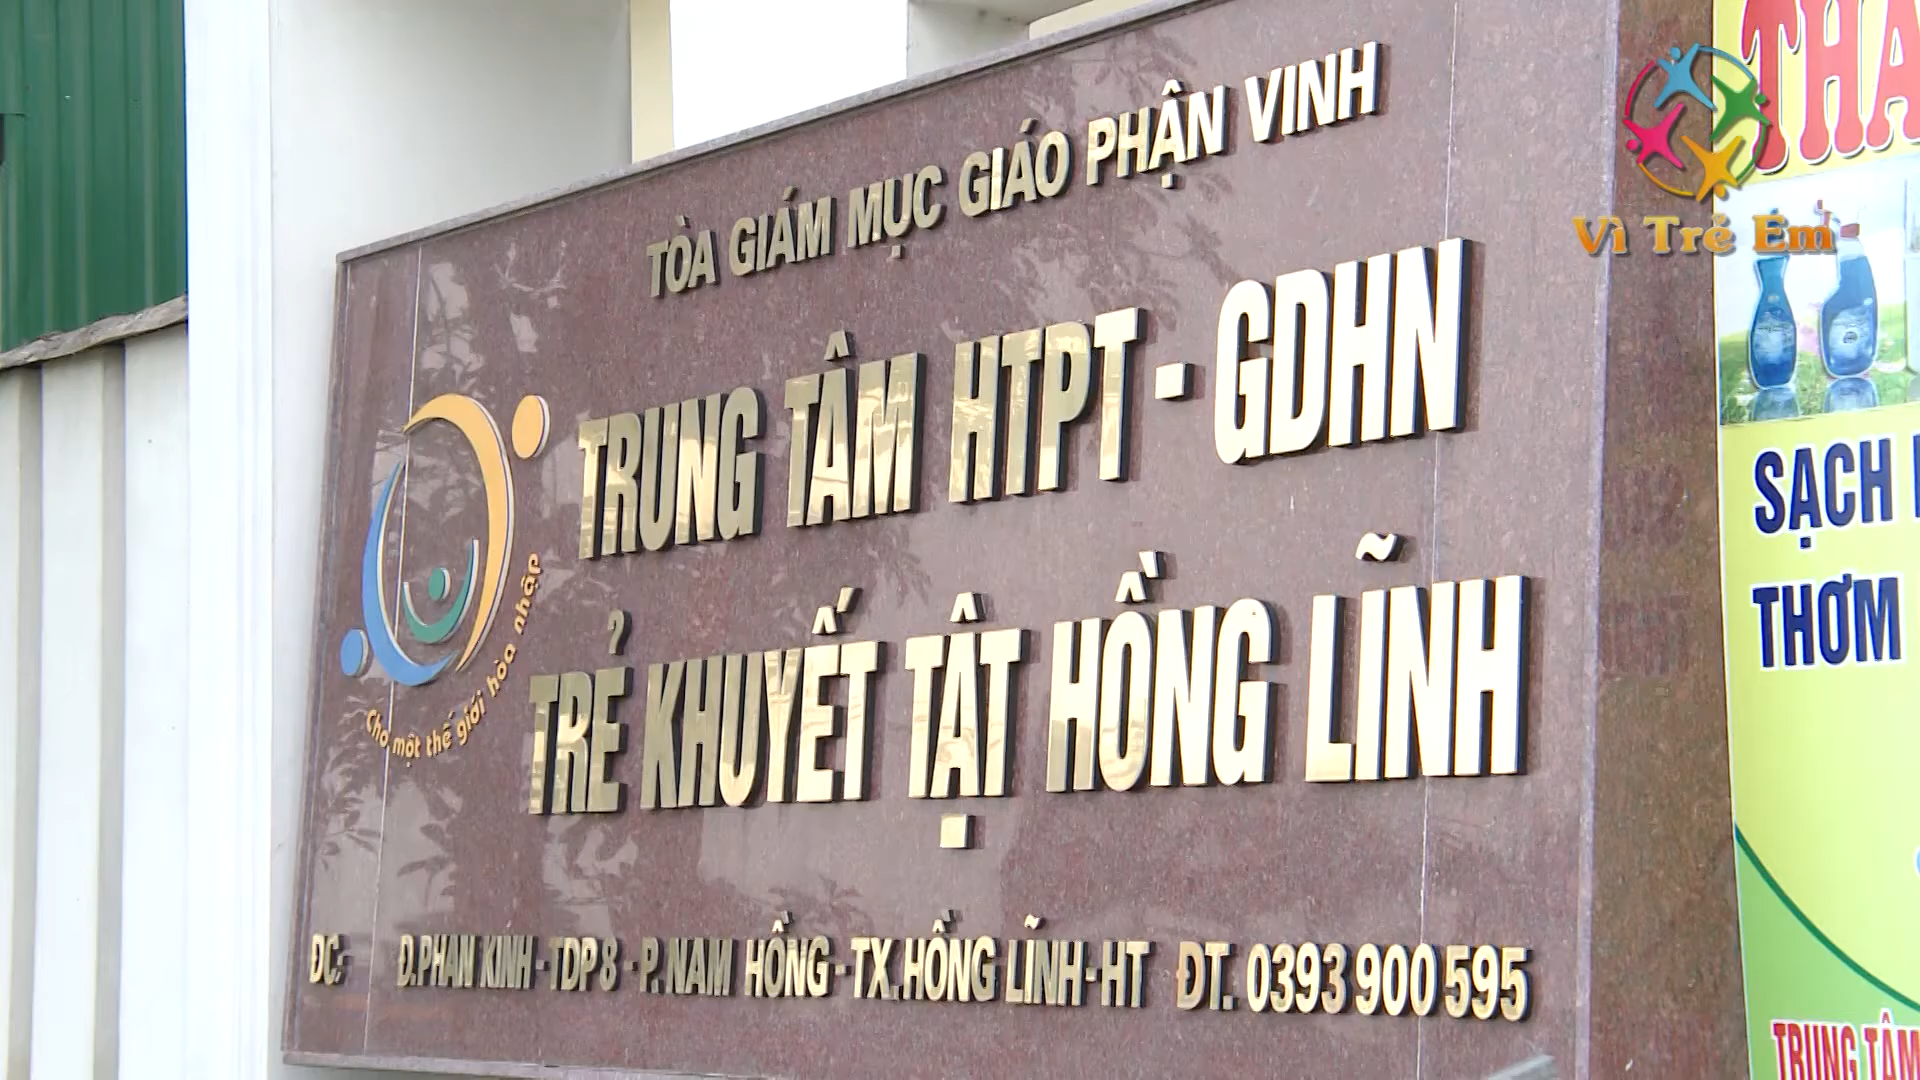 TÒA GIÁM MỤC GIÁO PHẬN VINH
TRUNG TÂM HTPT - GDHN
TRẺ KHUYẾT TẬT HỒNG LĨNH
Cho một thế giới hòa nhập
ĐC: Đ.PHAN KINH - TDP 8 - P. NAM HỒNG - TX.HỒNG LĨNH-HT ĐT. 0393 900 595
Vì Trẻ Em
SẠCH
THƠM
TRUNG TÂM